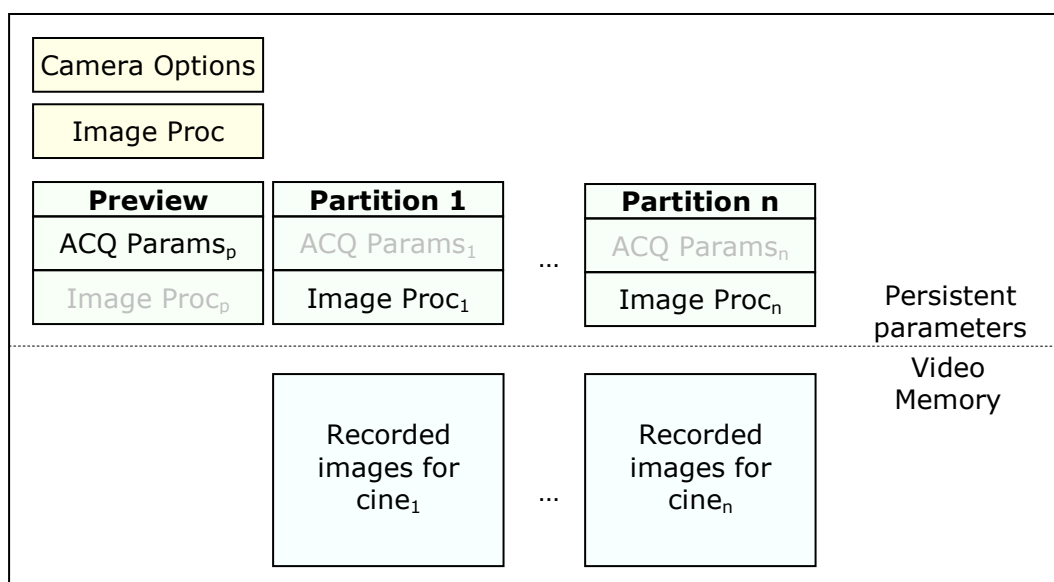 Camera Options
Image Proc
Preview
ACQ Paramsₚ
Image Procₚ
Partition 1
ACQ Params₁
Image Proc₁
...
Partition n
ACQ Paramsₙ
Image Procₙ
Persistent
parameters
Video
Memory
Recorded
images for
cine₁
...
Recorded
images for
cineₙ